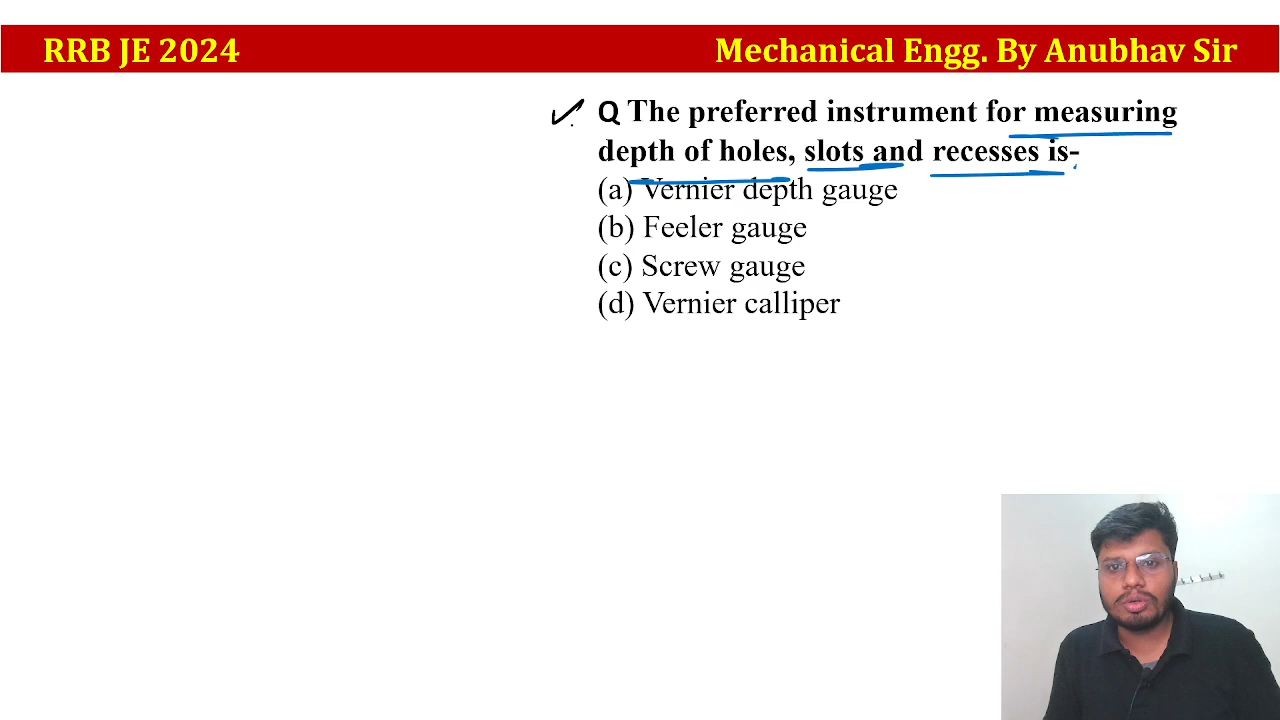 RRB JE 2024
Mechanical Engg. By Anubhav Sir
Q The preferred instrument for measuring
depth of holes, slots and recesses is-
(a) Vernier depth gauge
(b) Feeler gauge
(c) Screw gauge
(d) Vernier calliper